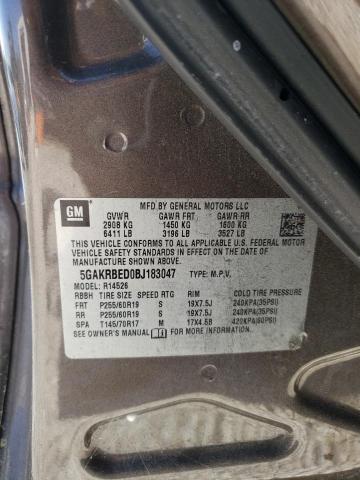 GM
MFD BY GENERAL MOTORS LLC
GVWR GAWR FRT GAWR RR
2908 KG 1450 KG 1600 KG
6411 LB 3196 LB 3527 LB
THIS VEHICLE CONFORMS TO ALL APPLICABLE U.S. FEDERAL MOTOR
VEHICLE SAFETY STANDARDS IN EFFECT ON THE DATE OF
MANUFACTURE SHOWN ABOVE.
5GAKRBED0BJ183047 TYPE: M.P.V.
MODEL: R14526
RBBH TIRE SIZE SPEED RTG RIM COLD TIRE PRESSURE
FRT P255/60R19 S 19X7.5J 240KPA(35PSI)
RR P255/60R19 S 19X7.5J 240KPA(35PSI)
SPA T145/70R17 M 17X4.5B 420KPA(60PSI)
SEE OWNER'S MANUAL FOR MORE INFORMATION.